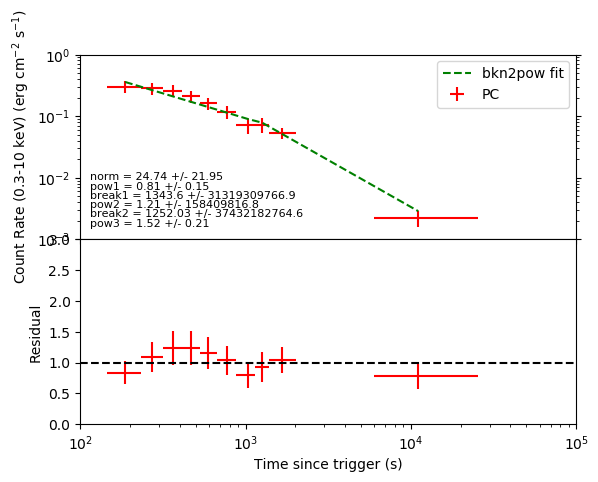 Count Rate (0.3-10 keV) (erg cm⁻² s⁻¹)
10⁰
10⁻¹
10⁻²
10⁻³
bkn2pow fit
PC
norm = 24.74 +/- 21.95
pow1 = 0.81 +/- 0.15
break1 = 1343.6 +/- 31319309766.9
pow2 = 1.21 +/- 158409816.8
break2 = 1252.03 +/- 37432182764.6
pow3 = 1.52 +/- 0.21
Residual
3.0
2.5
2.0
1.5
1.0
0.5
0.0
10² 10³ 10⁴ 10⁵
Time since trigger (s)